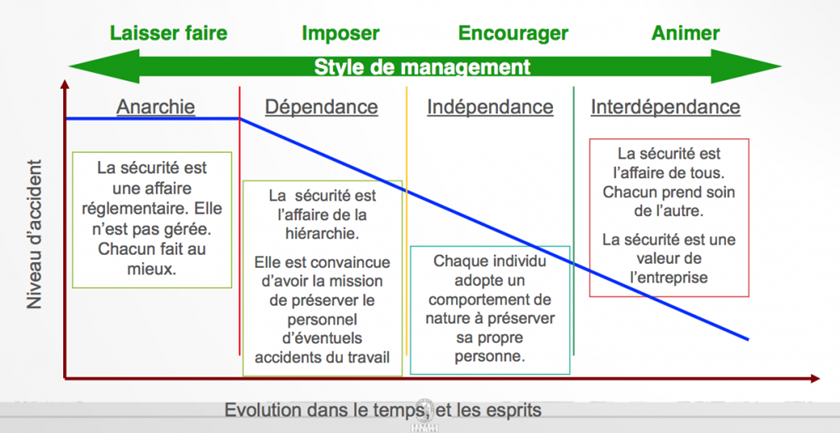 Laisser faire
Imposer
Encourager
Animer
Style de management
Anarchie
Dépendance
Indépendance
Interdépendance
Niveau d'accident
La sécurité est
une affaire
réglementaire. Elle
n'est pas gérée.
Chacun fait au
mieux.
La sécurité est
l'affaire de la
hiérarchie.
Elle est convaincue
d'avoir la mission
de préserver le
personnel
d'éventuels
accidents du travail
Chaque individu
adopte un
comportement de
nature à préserver
sa propre
personne.
La sécurité est
l'affaire de tous.
Chacun prend soin
de l'autre.
La sécurité est une
valeur de
l'entreprise
Evolution dans le temps, et les esprits